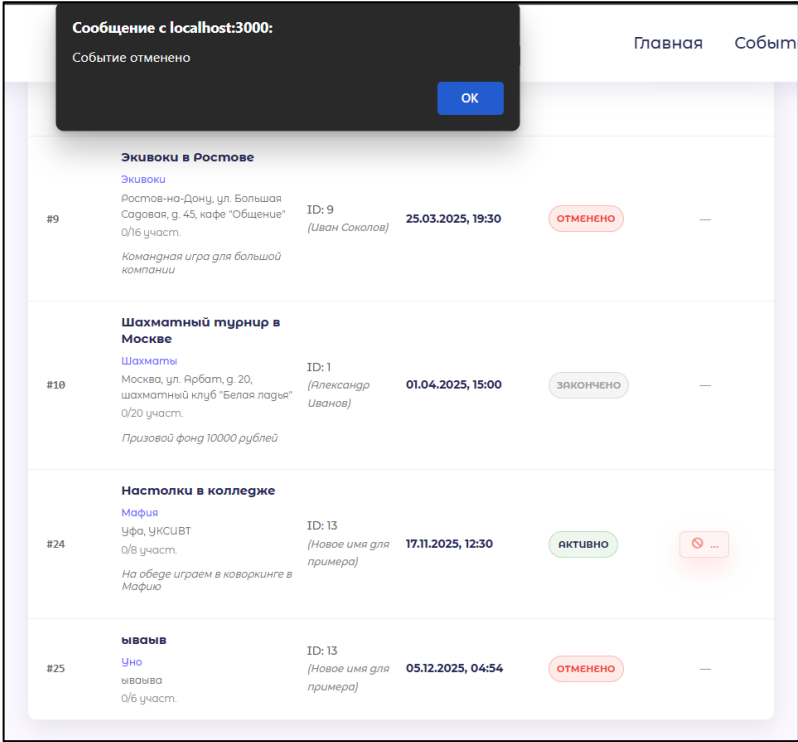 Сообщение с localhost:3000:
Событие отменено
OK
Главная Событ
Экивоки в Ростове
Экивоки
Ростов-на-Дону, ул. Большая
Садовая, д. 45, кафе "Общение"
0/16 участ.
Командная игра для большой
компании
#9
ID: 9
(Иван Соколов)
25.03.2025, 19:30
ОТМЕНЕНО
—
Шахматный турнир в
Москве
Шахматы
Москва, ул. Арбат, д. 20,
шахматный клуб "Белая ладья"
0/20 участ.
Призовой фонд 10000 рублей
#10
ID: 1
(Александр
Иванов)
01.04.2025, 15:00
ЗАКОНЧЕНО
—
Настолки в колледже
Мафия
Уфа, УКСИВТ
0/8 участ.
На обеде играем в коворкинге в
Мафию
#24
ID: 13
(Новое имя для
примера)
17.11.2025, 12:30
АКТИВНО
...
ываыв
Уно
ываыва
0/6 участ.
#25
ID: 13
(Новое имя для
примера)
05.12.2025, 04:54
ОТМЕНЕНО
—